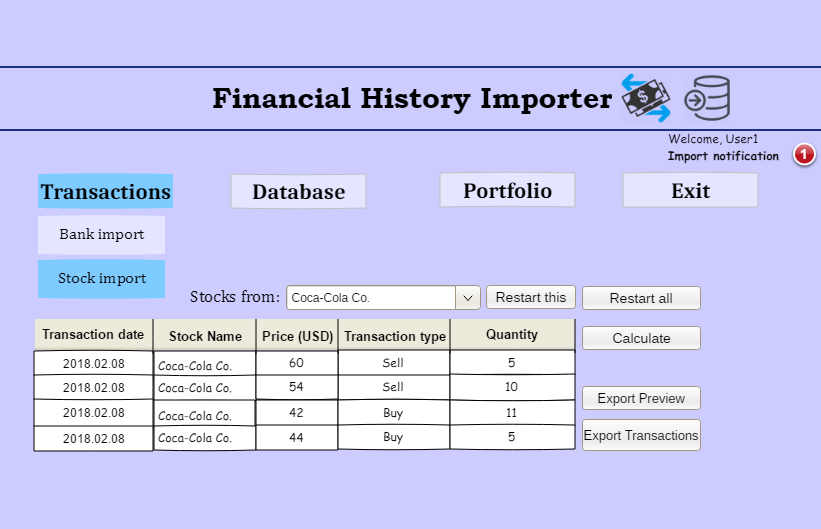 Financial History Importer
$
Welcome, User1
Import notification
1
Transactions Database Portfolio Exit
Bank import
Stock import
Stocks from: Coca-Cola Co. Restart this Restart all
Transaction date Stock Name Price (USD) Transaction type Quantity Calculate
2018.02.08 Coca-Cola Co. 60 Sell 5
2018.02.08 Coca-Cola Co. 54 Sell 10
Export Preview
2018.02.08 Coca-Cola Co. 42 Buy 11
2018.02.08 Coca-Cola Co. 44 Buy 5
Export Transactions